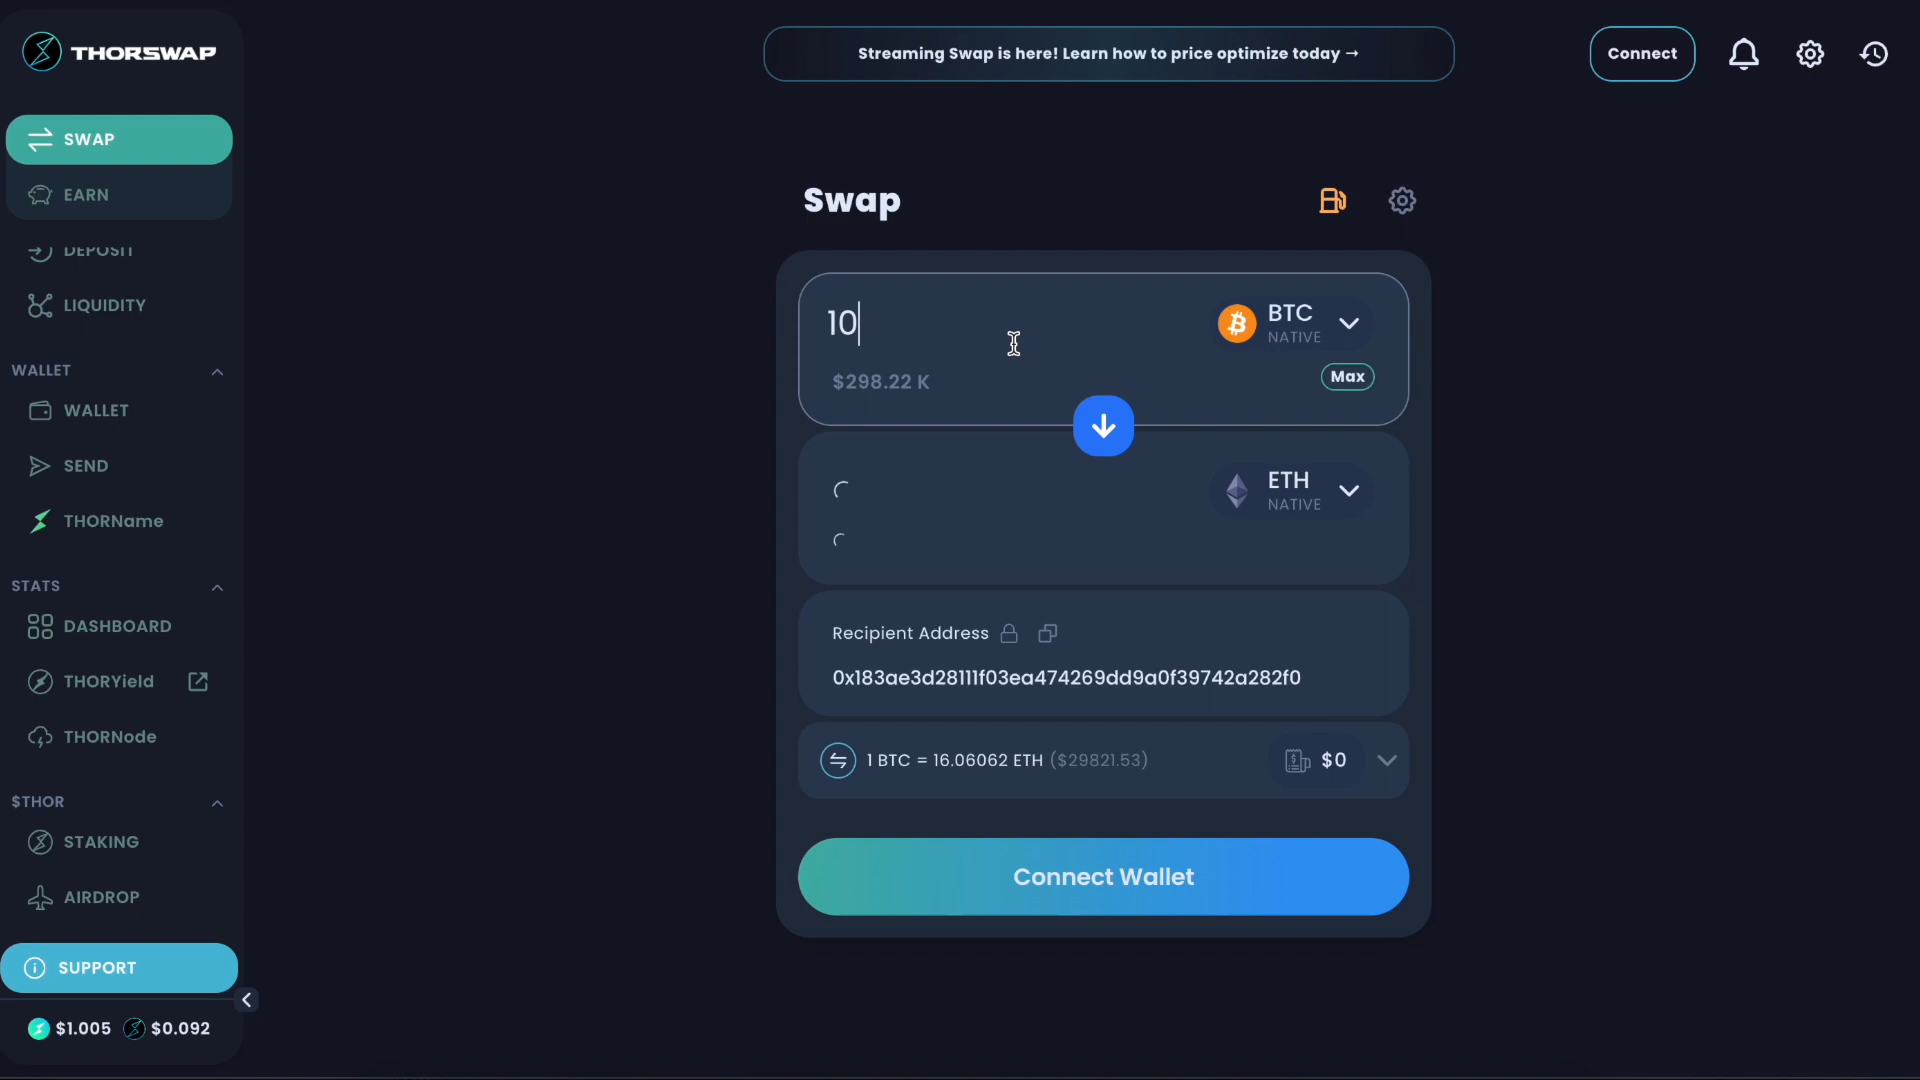 THORSWAP
SWAP
EARN
DEPOSIT
LIQUIDITY
WALLET
WALLET
SEND
THORName
STATS
DASHBOARD
THORYield
THORNode
$THOR
STAKING
AIRDROP
SUPPORT
$1.005 $0.092
Streaming Swap is here! Learn how to price optimize today →
Connect
Swap
10
BTC
NATIVE
$298.22 K
Max
ETH
NATIVE
Recipient Address
0x183ae3d28111f03ea474269dd9a0f39742a282f0
1 BTC = 16.06062 ETH ($29821.53)
$0
Connect Wallet